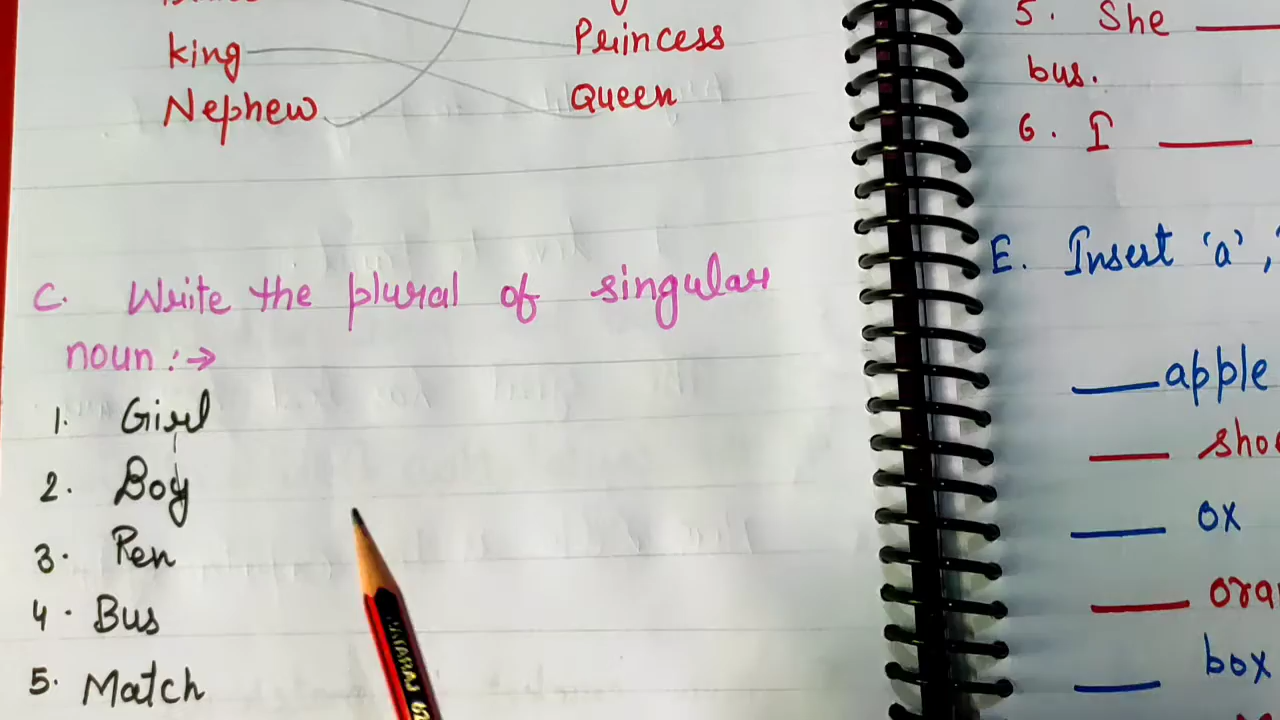 Princess
King
Queen
Nephew
C. Write the plural of singular
noun :→
1. Girl
2. Boy
3. Pen
4. Bus
5. Match
5. She
bus.
6. I
E. Insert 'a',
apple
ox
box
NATARAJ